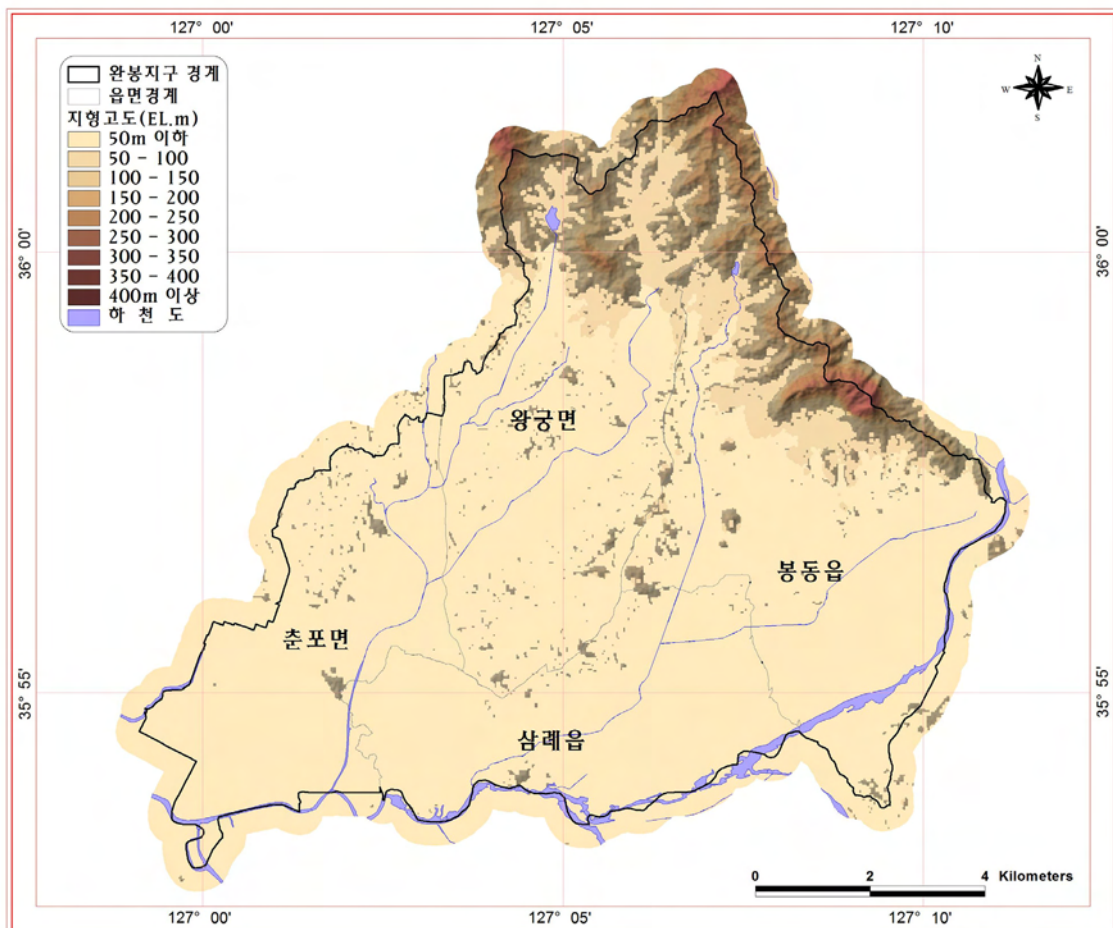 127° 00' 127° 05' 127° 10'
완봉지구 경계
읍면경계
지형고도(EL.m)
50m 이하
50 - 100
100 - 150
150 - 200
200 - 250
250 - 300
300 - 350
350 - 400
400m 이상
하 천 도
N
W E
S
36° 00' 36° 00'
왕궁면
봉동읍
춘포면
35° 55' 35° 55'
삼례읍
0 2 4 Kilometers
127° 00' 127° 05' 127° 10'